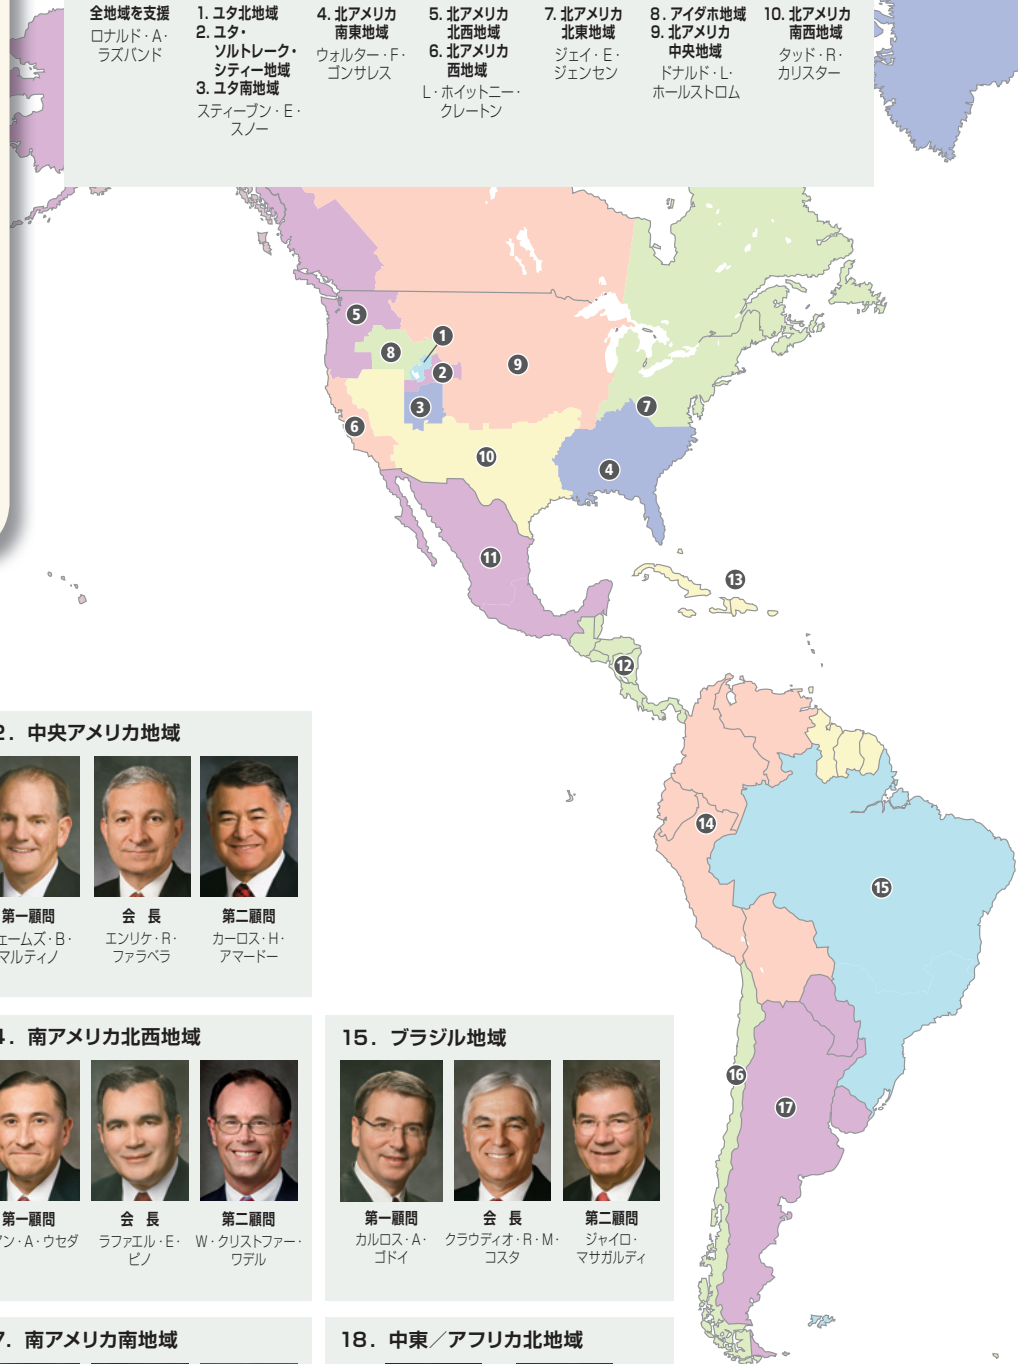 全地域を支援
ロナルド・A・
ラズバンド
1. ユタ北地域
2. ユタ・
ソルトレーク・
シティー地域
3. ユタ南地域
スティーブン・E・
スノー
4. 北アメリカ
南東地域
ウォルター・F・
ゴンサレス
5. 北アメリカ
北西地域
6. 北アメリカ
西地域
L・ホイットニー・
クレートン
7. 北アメリカ
北東地域
ジェイ・E・
ジェンセン
8. アイダホ地域
9. 北アメリカ
中央地域
ドナルド・L・
ホールストロム
10. 北アメリカ
南西地域
タッド・R・
カリスター
5
1
8
2
9
3
7
6
10
4
11
13
12
14
15
16
17
2. 中央アメリカ地域
第一顧問
ェームズ・B・
マルティノ
会 長
エンリケ・R・
ファラベラ
第二顧問
カーロス・H・
アマードー
4. 南アメリカ北西地域
第一顧問
ン・A・ウセダ
会 長
ラファエル・E・
ピノ
第二顧問
W・クリストファー・
ワデル
15. ブラジル地域
第一顧問
カルロス・A・
ゴドイ
会 長
クラウディオ・R・M・
コスタ
第二顧問
ジャイロ・
マサガルディ
7. 南アメリカ南地域
18. 中東／アフリカ北地域